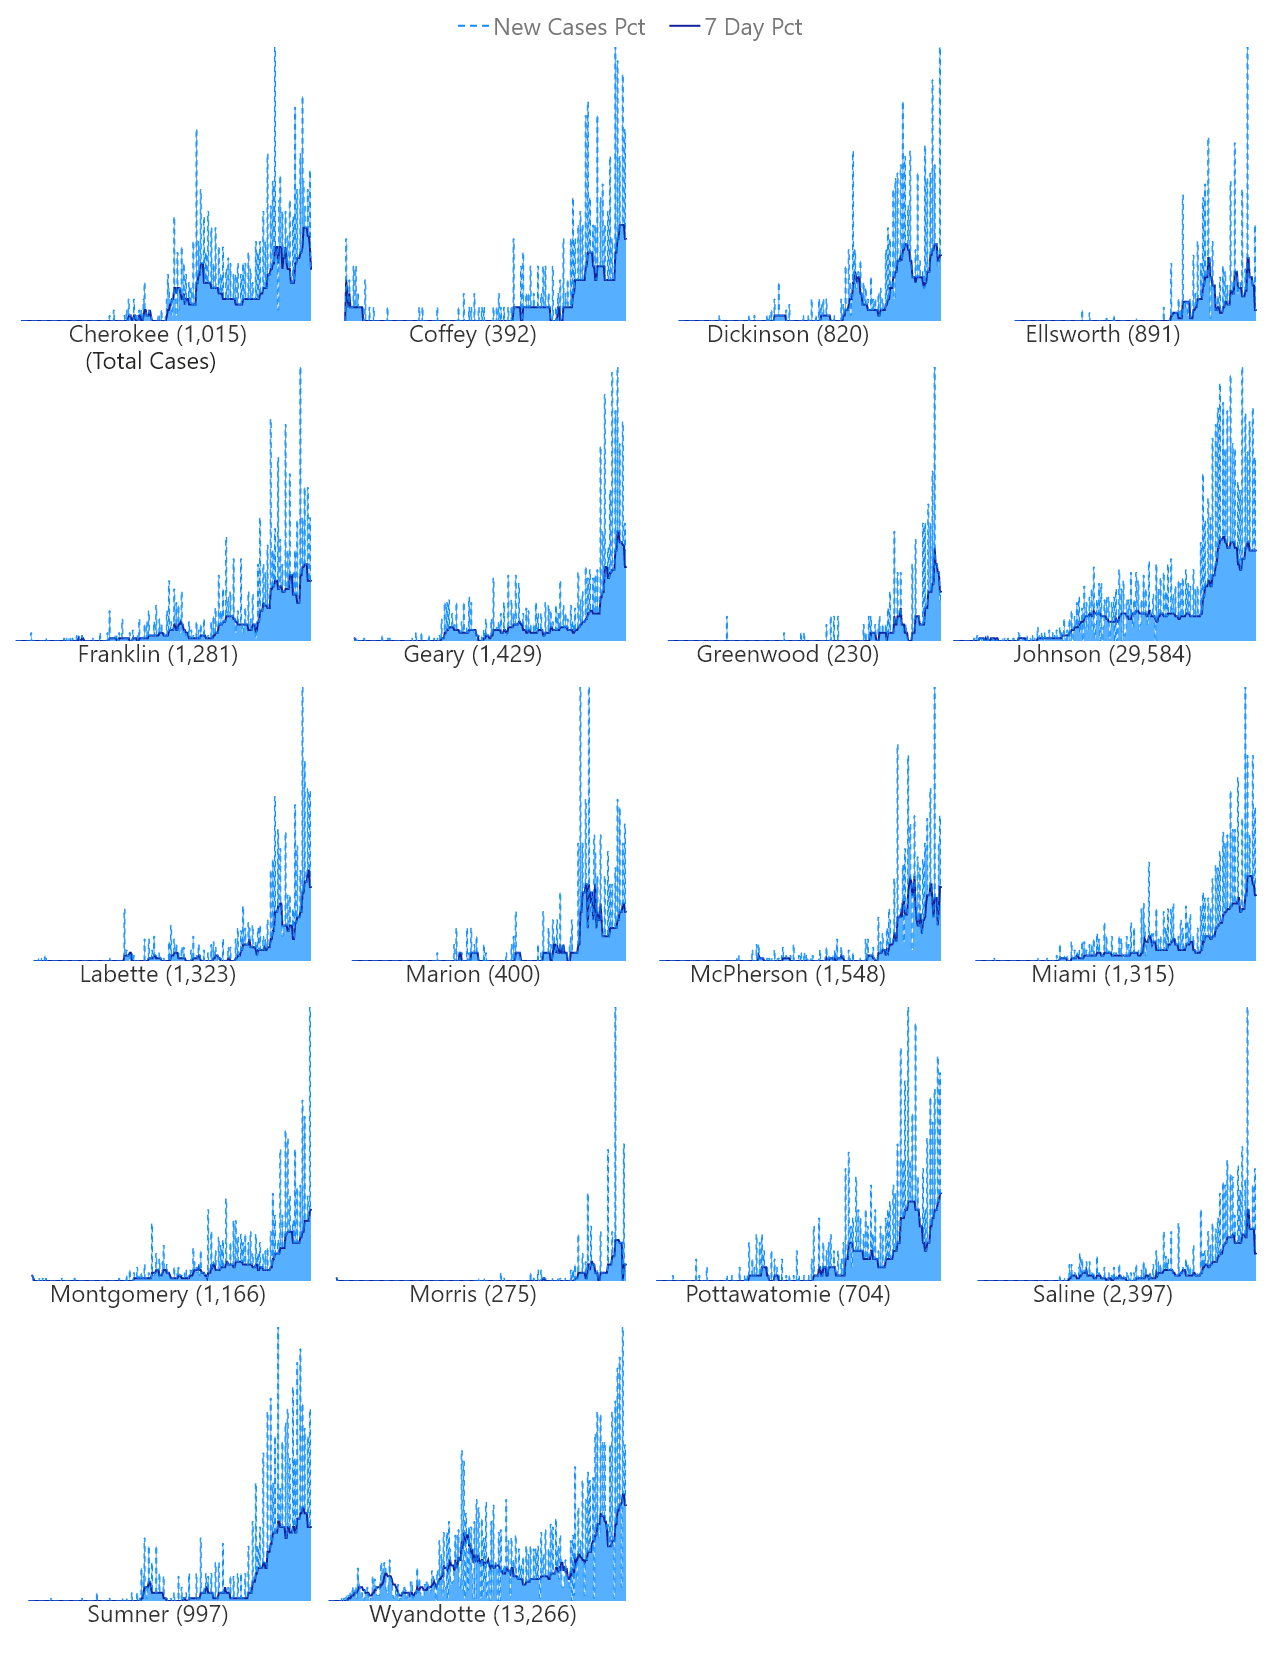 New Cases Pct 7 Day Pct
Cherokee (1,015) Coffey (392) Dickinson (820) Ellsworth (891)
(Total Cases)
Franklin (1,281) Geary (1,429) Greenwood (230) Johnson (29,584)
Labette (1,323) Marion (400) McPherson (1,548) Miami (1,315)
Montgomery (1,166) Morris (275) Pottawatomie (704) Saline (2,397)
Sumner (997) Wyandotte (13,266)